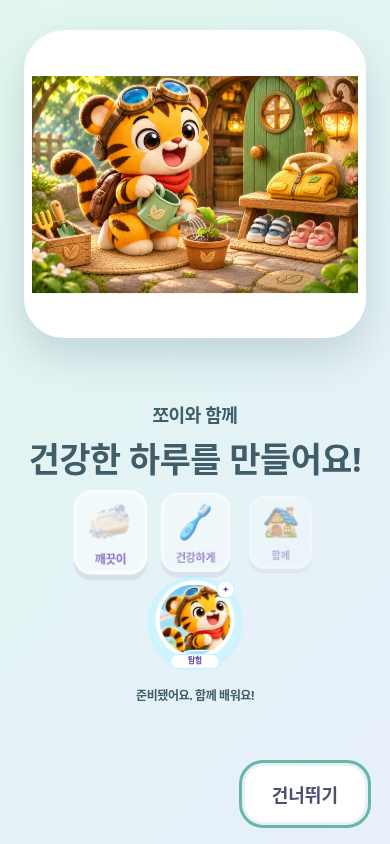 쪼이와 함께
건강한 하루를 만들어요!
깨끗이
건강하게
함께
탐험
준비됐어요. 함께 배워요!
건너뛰기